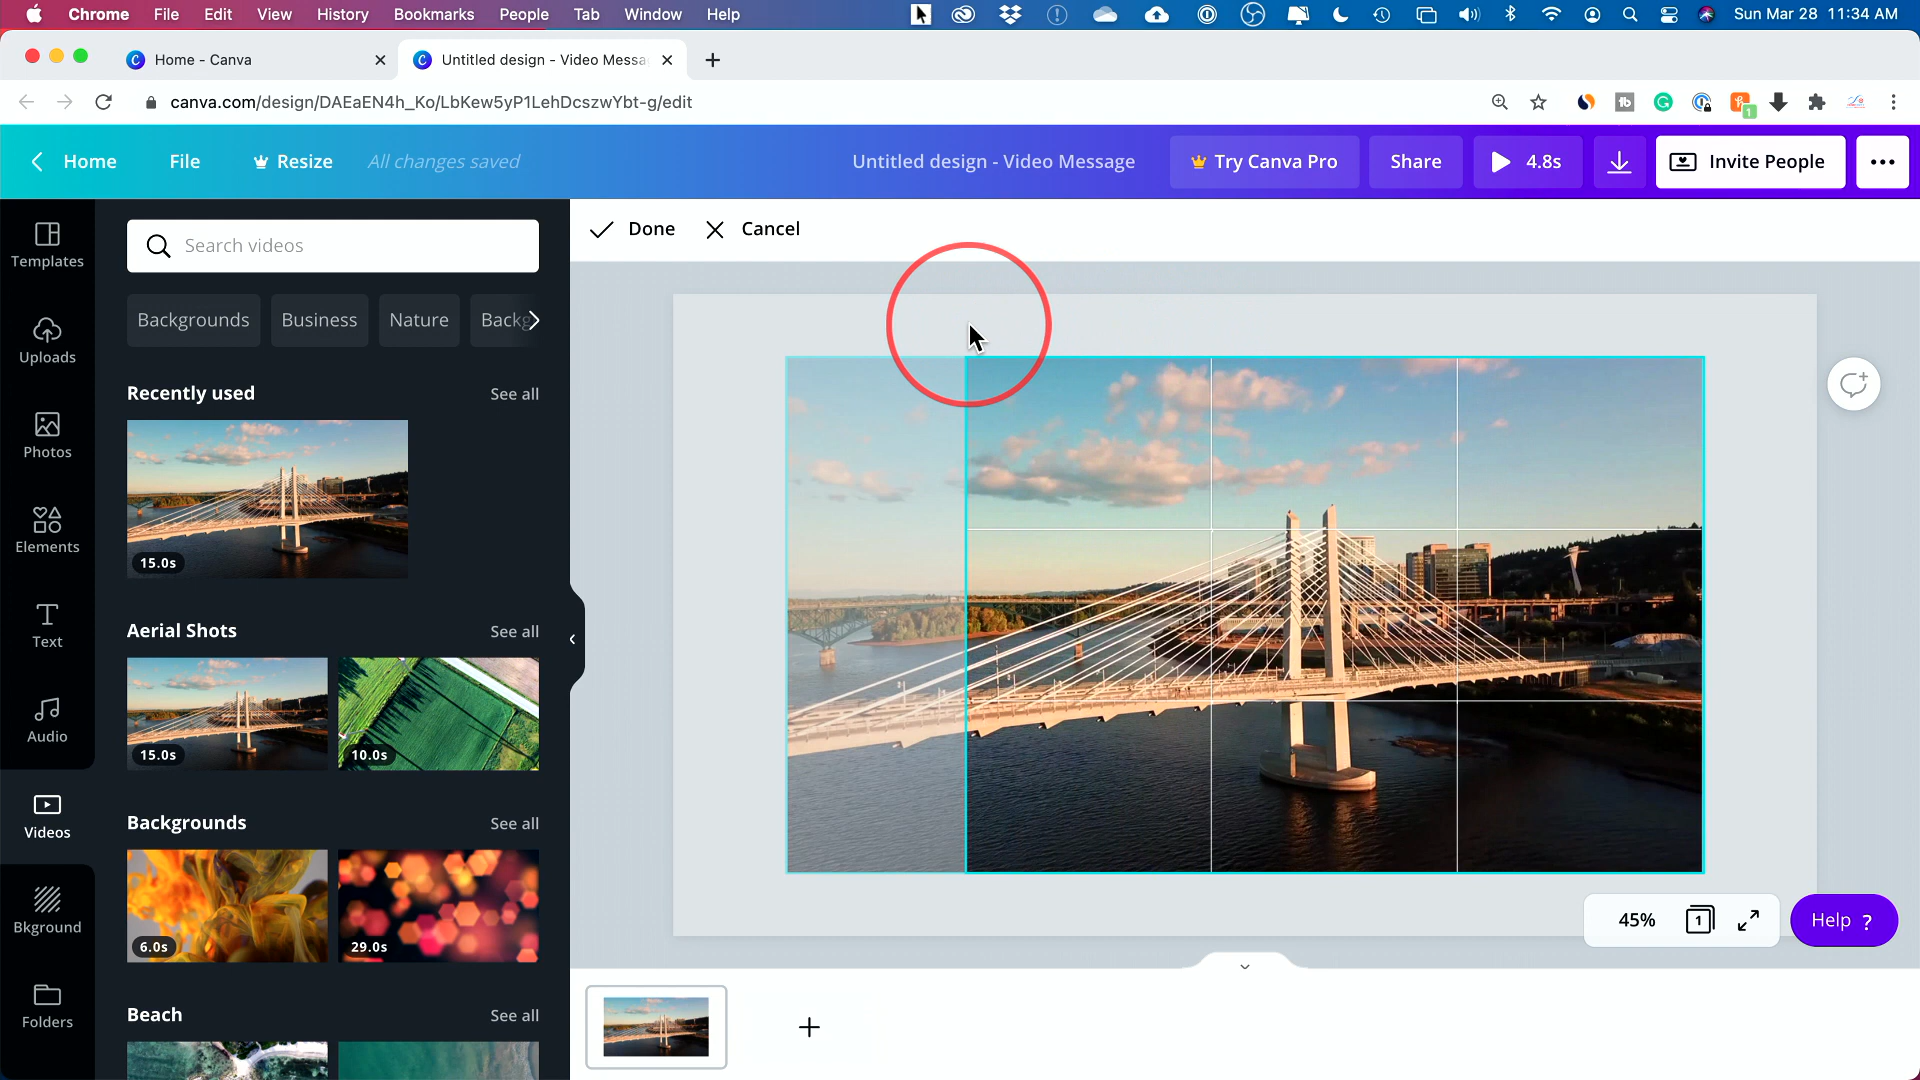 Chrome File Edit View History Bookmarks People Tab Window Help Sun Mar 28 11:34 AM
Home - Canva Untitled design - Video Messa
canva.com/design/DAEaEN4h_Ko/LbKew5yP1LehDcszwYbt-g/edit
Home File Resize All changes saved Untitled design - Video Message Try Canva Pro Share 4.8s Invite People
Done Cancel
Templates
Uploads
Photos
Elements
Text
Audio
Videos
Bkground
Folders
Search videos
Backgrounds Business Nature Backg
Recently used See all
15.0s
Aerial Shots See all
15.0s 10.0s
Backgrounds See all
6.0s 29.0s
Beach See all
45% 1 Help ?